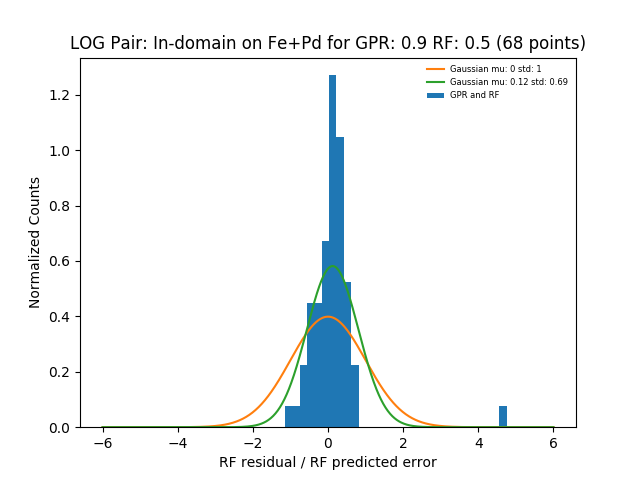 LOG Pair: In-domain on Fe+Pd for GPR: 0.9 RF: 0.5 (68 points)
Gaussian mu: 0 std: 1
Gaussian mu: 0.12 std: 0.69
GPR and RF
Normalized Counts
1.2
1.0
0.8
0.6
0.4
0.2
0.0
−6 −4 −2 0 2 4 6
RF residual / RF predicted error